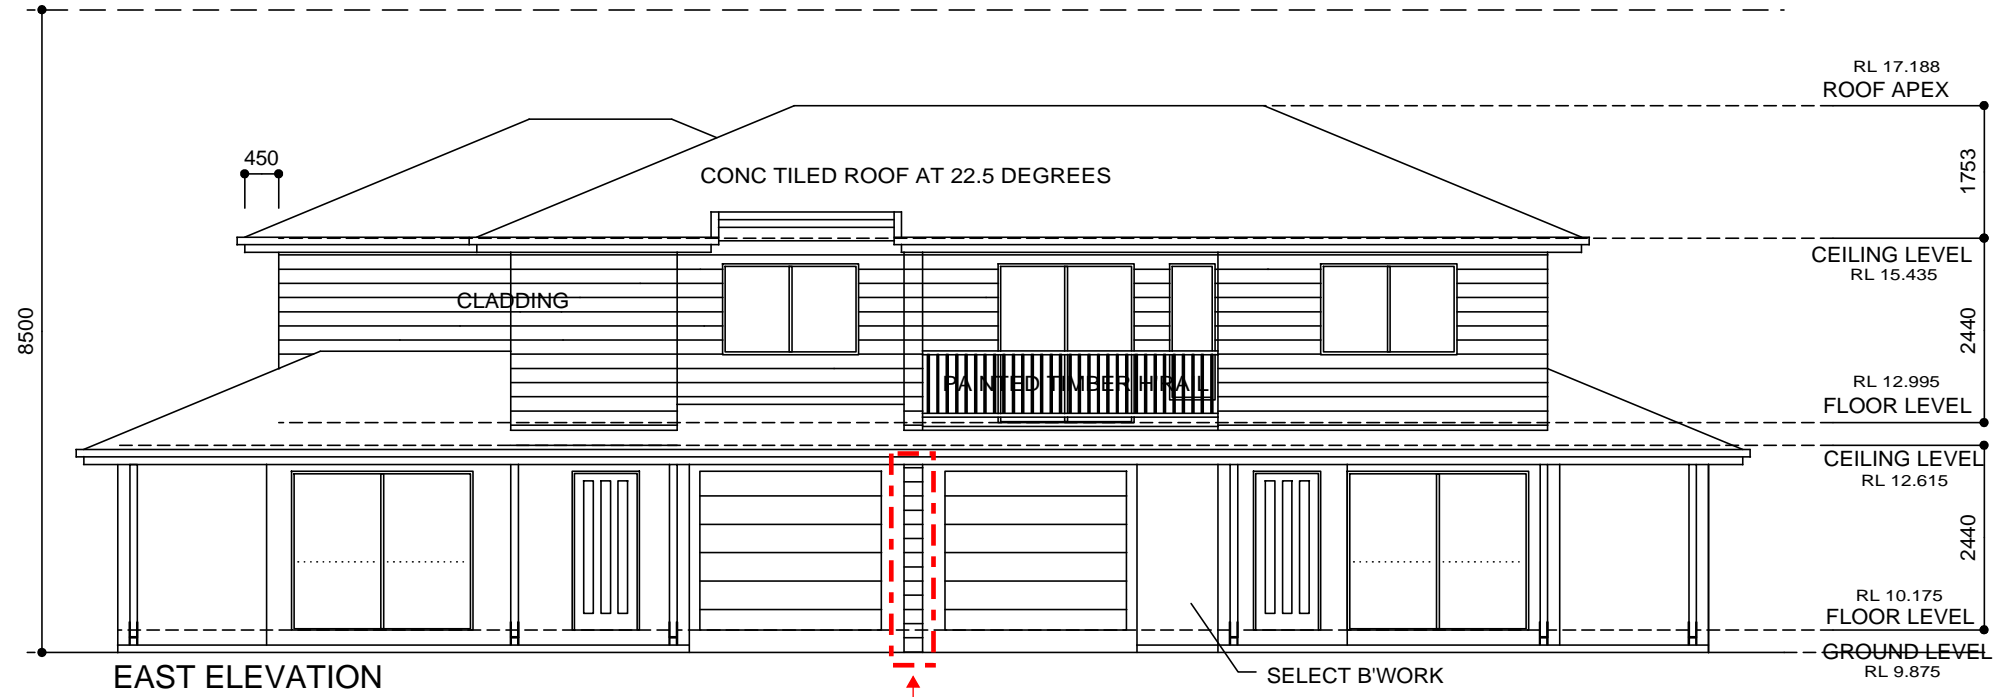 RL 17.188
ROOF APEX
450
1753
CONC TILED ROOF AT 22.5 DEGREES
CEILING LEVEL
RL 15.435
CLADDING
8500
2440
PAINTED TIMBER H'RAIL
RL 12.995
FLOOR LEVEL
CEILING LEVEL
RL 12.615
2440
RL 10.175
FLOOR LEVEL
GROUND LEVEL
RL 9.875
EAST ELEVATION
SELECT B'WORK